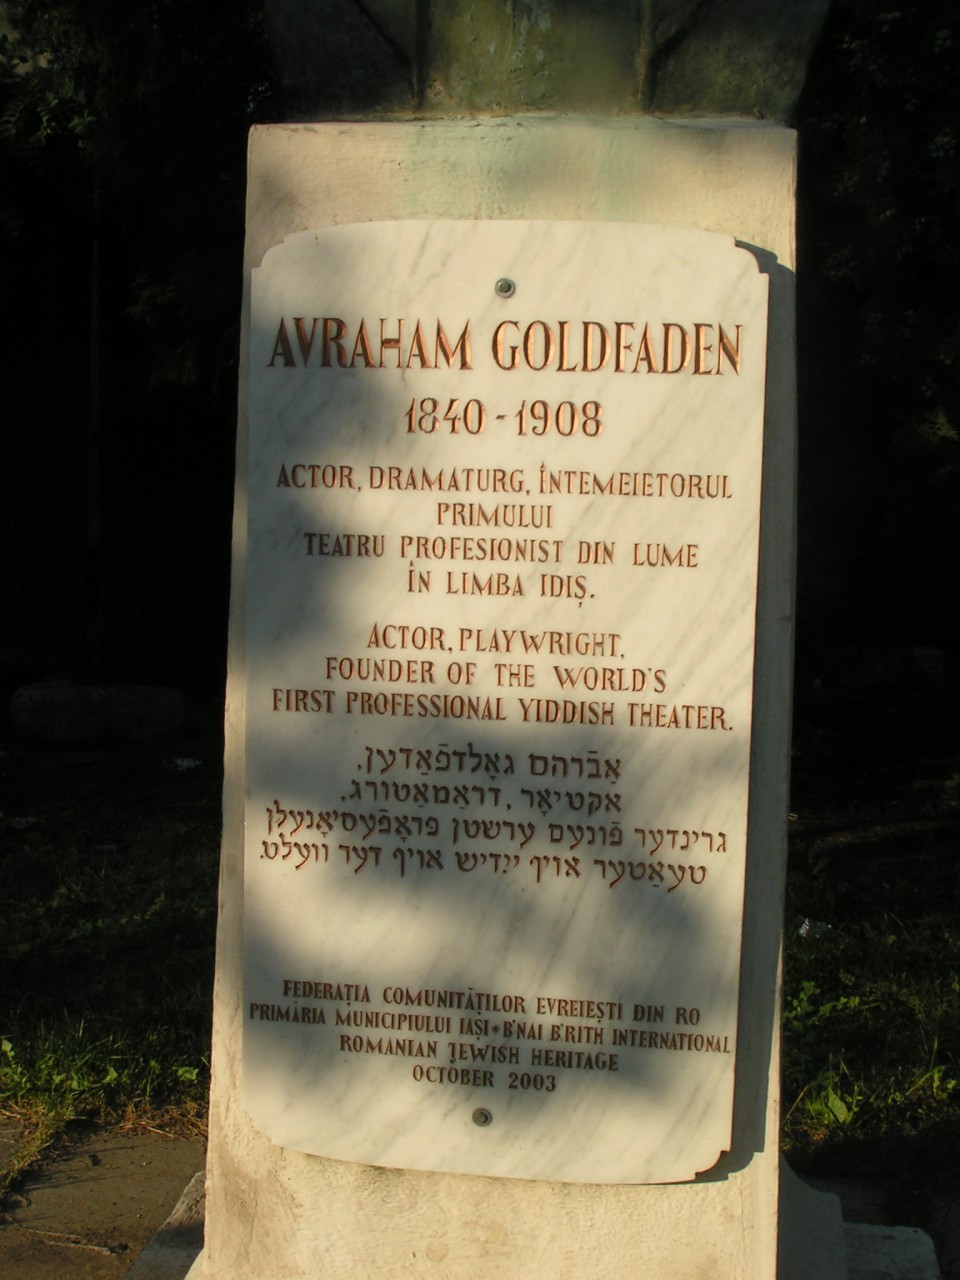 AVRAHAM GOLDFADEN
1840 - 1908
ACTOR, DRAMATURG, ÎNTEMEIETORUL
PRIMULUI
TEATRU PROFESIONIST DIN LUME
ÎN LIMBA IDIȘ.
ACTOR, PLAYWRIGHT,
FOUNDER OF THE WORLD'S
FIRST PROFESSIONAL YIDDISH THEATER.
אַבֿרהם גאָלדפֿאַדען,
אַקטיאָר, דראַמאַטורג,
גרינדער פֿונעם ערשטן פּראָפֿעסיאָנעלן
טעאַטער אויף ייִדיש אויף דער וועלט.
FEDERAȚIA COMUNITĂȚILOR EVREIEȘTI DIN RO
PRIMĂRIA MUNICIPIULUI IAȘI • B'NAI B'RITH INTERNATIONAL
ROMANIAN JEWISH HERITAGE
OCTOBER 2003